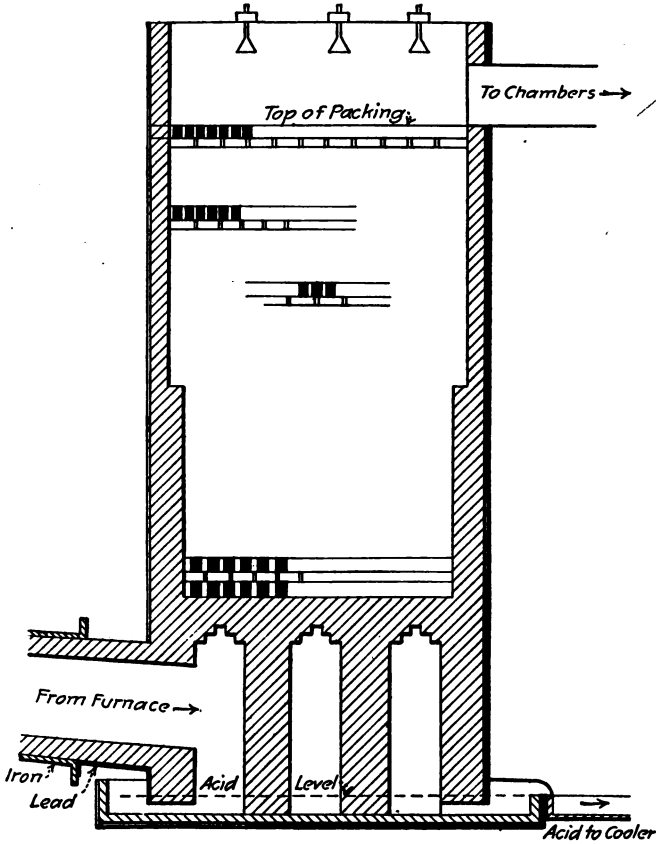 To Chambers
Top of Packing
From Furnace
Iron
Lead
Acid Level
Acid to Cooler